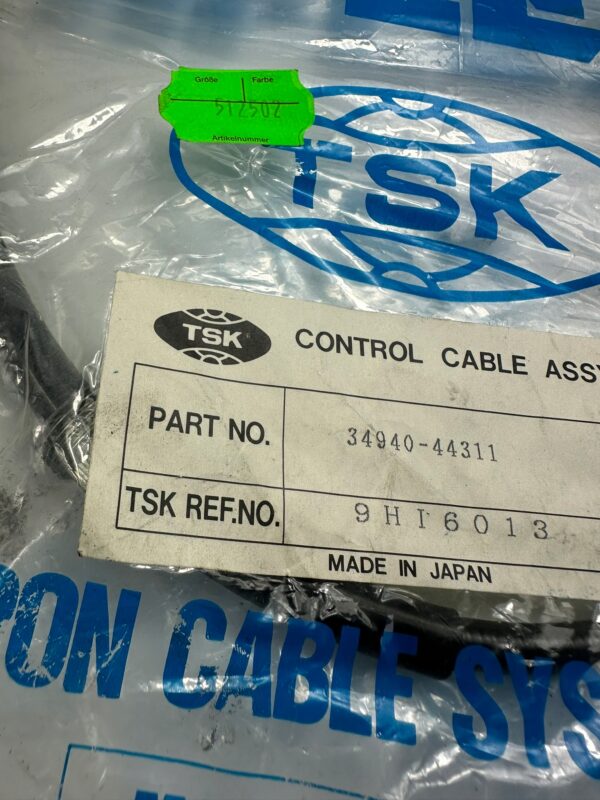 Größe Farbe
512502
Artikelnummer
TSK
TSK CONTROL CABLE ASSY
PART NO. 34940-44311
TSK REF.NO. 9HI6013
MADE IN JAPAN
PON CABLE SYS